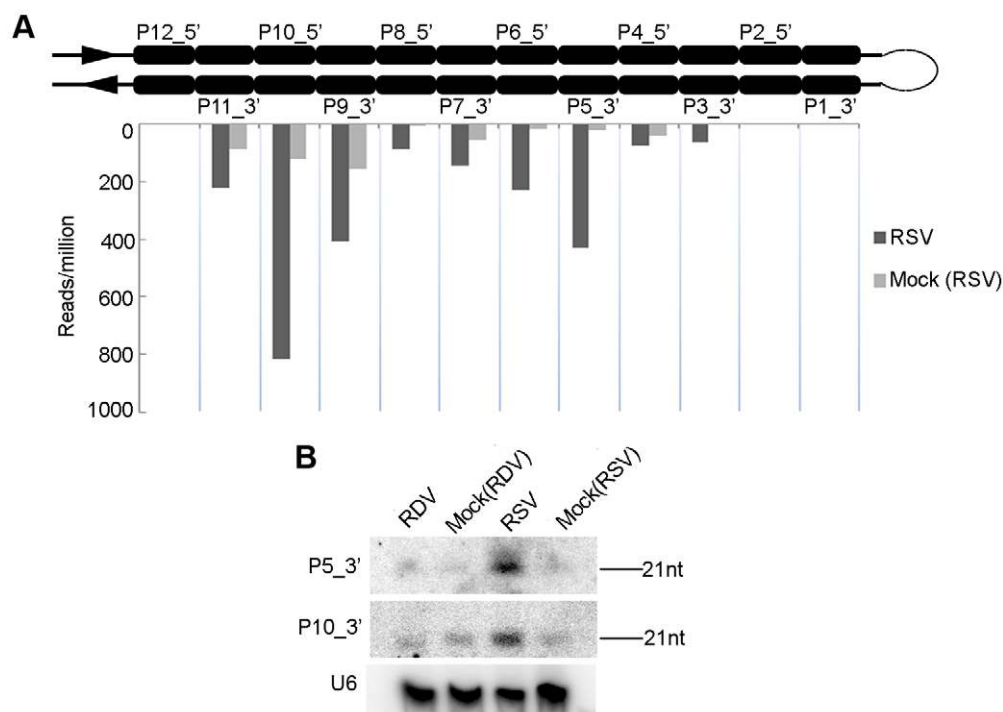 A
P12_5’ P10_5’ P8_5’ P6_5’ P4_5’ P2_5’
P11_3’ P9_3’ P7_3’ P5_3’ P3_3’ P1_3’
0
200
400
600
800
1000
Reads/million
RSV
Mock (RSV)
B
RDV
Mock(RDV)
RSV
Mock(RSV)
P5_3’
21nt
P10_3’
21nt
U6